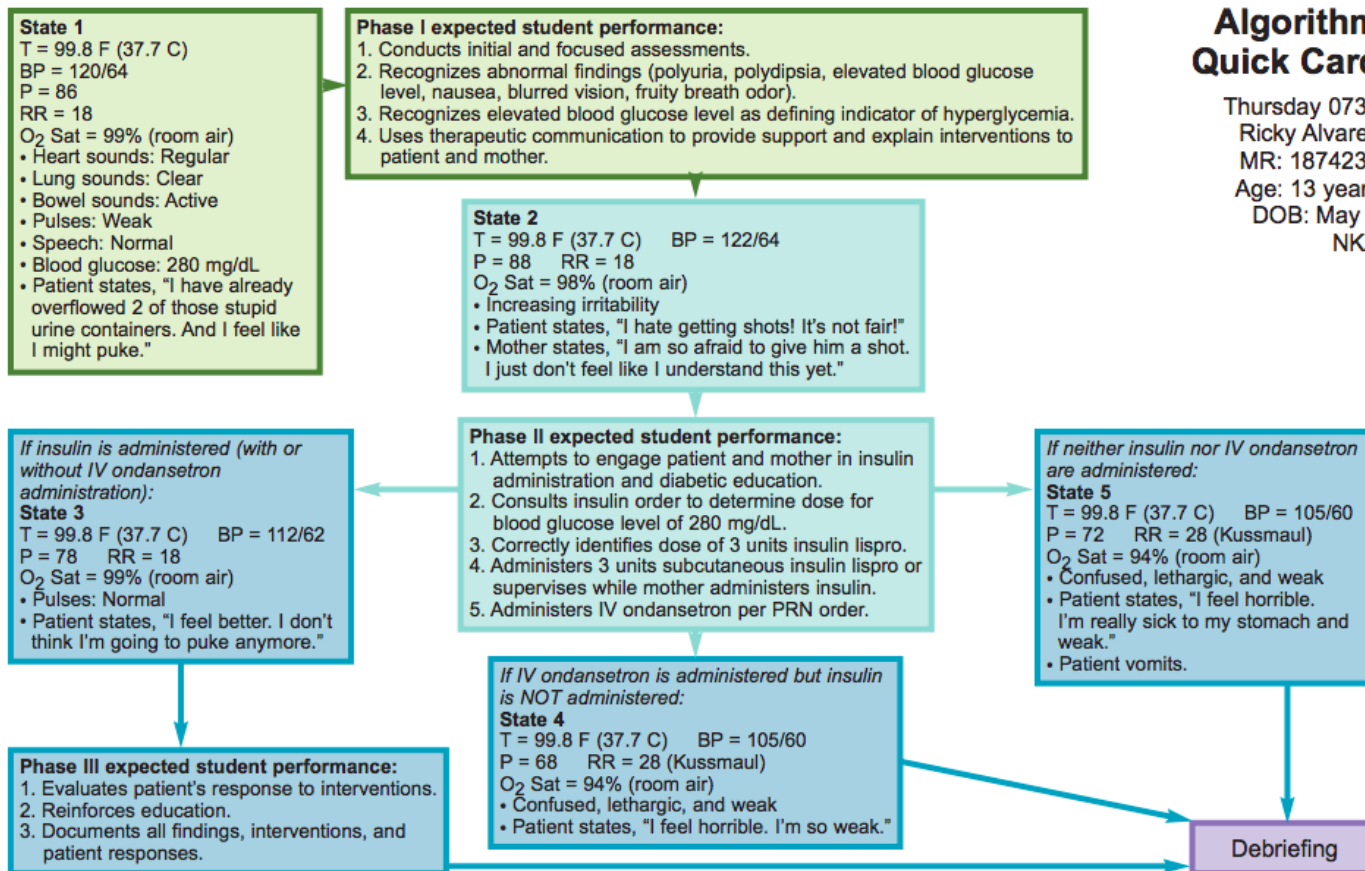 State 1
T = 99.8 F (37.7 C)
BP = 120/64
P = 86
RR = 18
O2 Sat = 99% (room air)
• Heart sounds: Regular
• Lung sounds: Clear
• Bowel sounds: Active
• Pulses: Weak
• Speech: Normal
• Blood glucose: 280 mg/dL
• Patient states, "I have already
overflowed 2 of those stupid
urine containers. And I feel like
I might puke."
Phase I expected student performance:
1. Conducts initial and focused assessments.
2. Recognizes abnormal findings (polyuria, polydipsia, elevated blood glucose
level, nausea, blurred vision, fruity breath odor).
3. Recognizes elevated blood glucose level as defining indicator of hyperglycemia.
4. Uses therapeutic communication to provide support and explain interventions to
patient and mother.
Algorithm
Quick Care
Thursday 073
Ricky Alvare
MR: 187423
Age: 13 year
DOB: May
NK
State 2
T = 99.8 F (37.7 C) BP = 122/64
P = 88 RR = 18
O2 Sat = 98% (room air)
• Increasing irritability
• Patient states, "I hate getting shots! It's not fair!"
• Mother states, "I am so afraid to give him a shot.
I just don't feel like I understand this yet."
If insulin is administered (with or
without IV ondansetron
administration):
State 3
T = 99.8 F (37.7 C) BP = 112/62
P = 78 RR = 18
O2 Sat = 99% (room air)
• Pulses: Normal
• Patient states, "I feel better. I don't
think I'm going to puke anymore."
Phase II expected student performance:
1. Attempts to engage patient and mother in insulin
administration and diabetic education.
2. Consults insulin order to determine dose for
blood glucose level of 280 mg/dL.
3. Correctly identifies dose of 3 units insulin lispro.
4. Administers 3 units subcutaneous insulin lispro or
supervises while mother administers insulin.
5. Administers IV ondansetron per PRN order.
If neither insulin nor IV ondansetron
are administered:
State 5
T = 99.8 F (37.7 C) BP = 105/60
P = 72 RR = 28 (Kussmaul)
O2 Sat = 94% (room air)
• Confused, lethargic, and weak
• Patient states, "I feel horrible.
I'm really sick to my stomach and
weak."
• Patient vomits.
If IV ondansetron is administered but insulin
is NOT administered:
State 4
T = 99.8 F (37.7 C) BP = 105/60
P = 68 RR = 28 (Kussmaul)
O2 Sat = 94% (room air)
• Confused, lethargic, and weak
• Patient states, "I feel horrible. I'm so weak."
Phase III expected student performance:
1. Evaluates patient's response to interventions.
2. Reinforces education.
3. Documents all findings, interventions, and
patient responses.
Debriefing